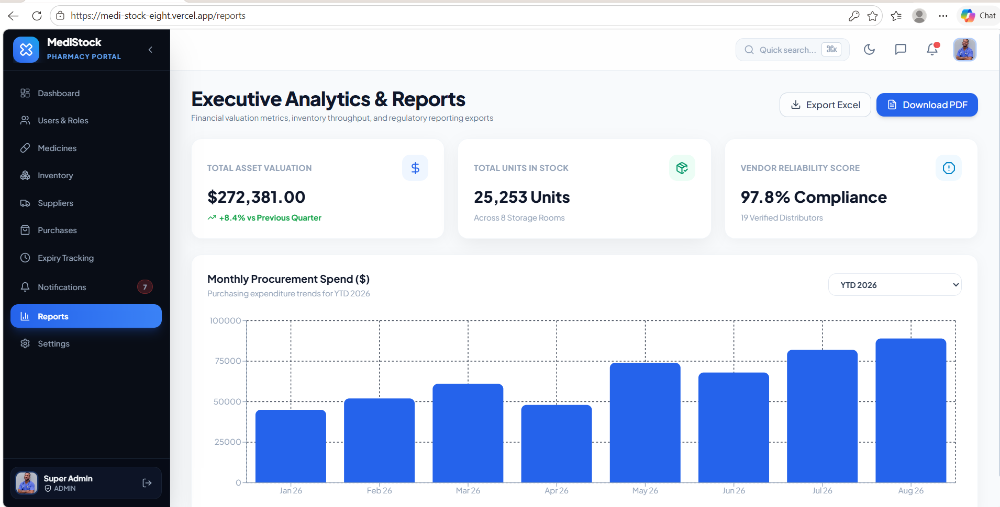 https://medi-stock-eight.vercel.app/reports
Chat
MediStock
PHARMACY PORTAL
Quick search...
⌘K
Dashboard
Users & Roles
Medicines
Inventory
Suppliers
Purchases
Expiry Tracking
Notifications
7
Reports
Settings
Super Admin
ADMIN
Executive Analytics & Reports
Financial valuation metrics, inventory throughput, and regulatory reporting exports
Export Excel
Download PDF
TOTAL ASSET VALUATION
$
$272,381.00
+8.4% vs Previous Quarter
TOTAL UNITS IN STOCK
25,253 Units
Across 8 Storage Rooms
VENDOR RELIABILITY SCORE
97.8% Compliance
19 Verified Distributors
Monthly Procurement Spend ($)
Purchasing expenditure trends for YTD 2026
YTD 2026
100000
75000
50000
25000
0
Jan 26
Feb 26
Mar 26
Apr 26
May 26
Jun 26
Jul 26
Aug 26